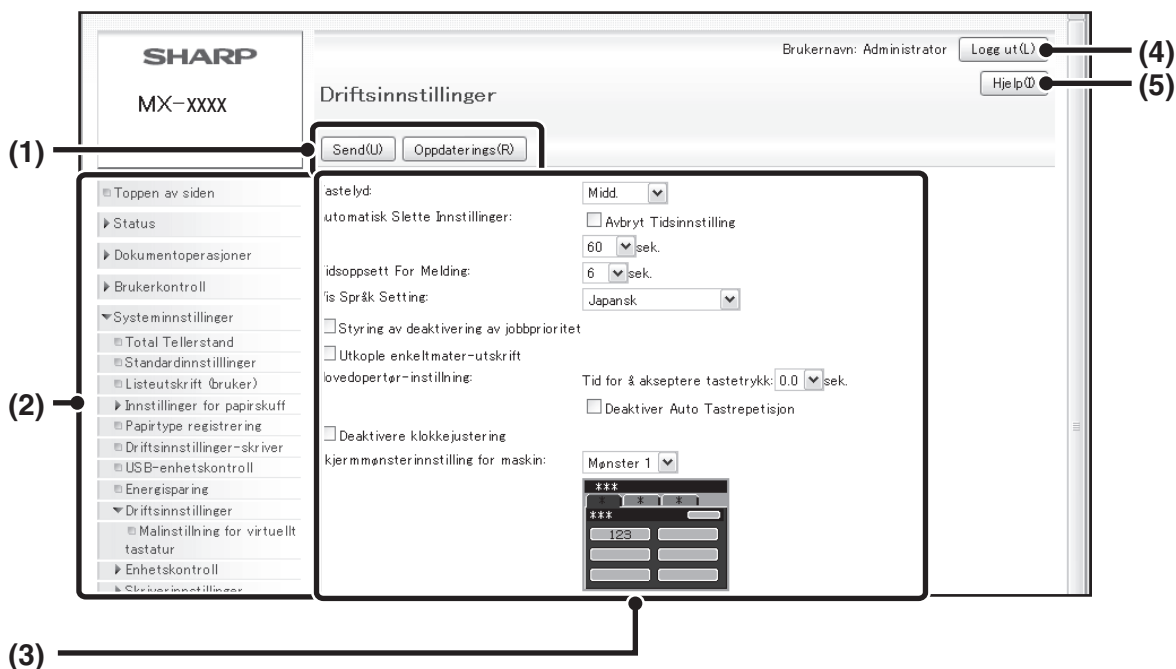 SHARP
MX-xxxx
Brukernavn: Administrator Logg ut(L)
(4)
Hjelp(I)
(5)
Driftsinnstillinger
(1)
Send(U) Oppdaterings(R)
Toppen av siden
Status
Dokumentoperasjoner
Brukerkontroll
Systeminnstillinger
Total Tellerstand
Standardinnstilllinger
Listeutskrift (bruker)
Innstillinger for papirskuff
Papirtype registrering
Driftsinnstillinger-skriver
USB-enhetskontroll
Energisparing
Driftsinnstillinger
Malinstillning for virtuellt
tastatur
Enhetskontroll
Skriverinnstillinger
(2)
astelyd: Midd.
utomatisk Slette Innstillinger: Avbryt Tidsinnstilling
60 sek.
idsoppsett For Melding: 6 sek.
is Språk Setting: Japansk
Styring av deaktivering av jobbprioritet
Utkople enkeltmater-utskrift
ovedopertør-instillning: Tid for å akseptere tastetrykk: 0.0 sek.
Deaktiver Auto Tastrepetisjon
Deaktivere klokkejustering
kjermmønsterinnstilling for maskin: Mønster 1
***
* * *
***
123
(3)